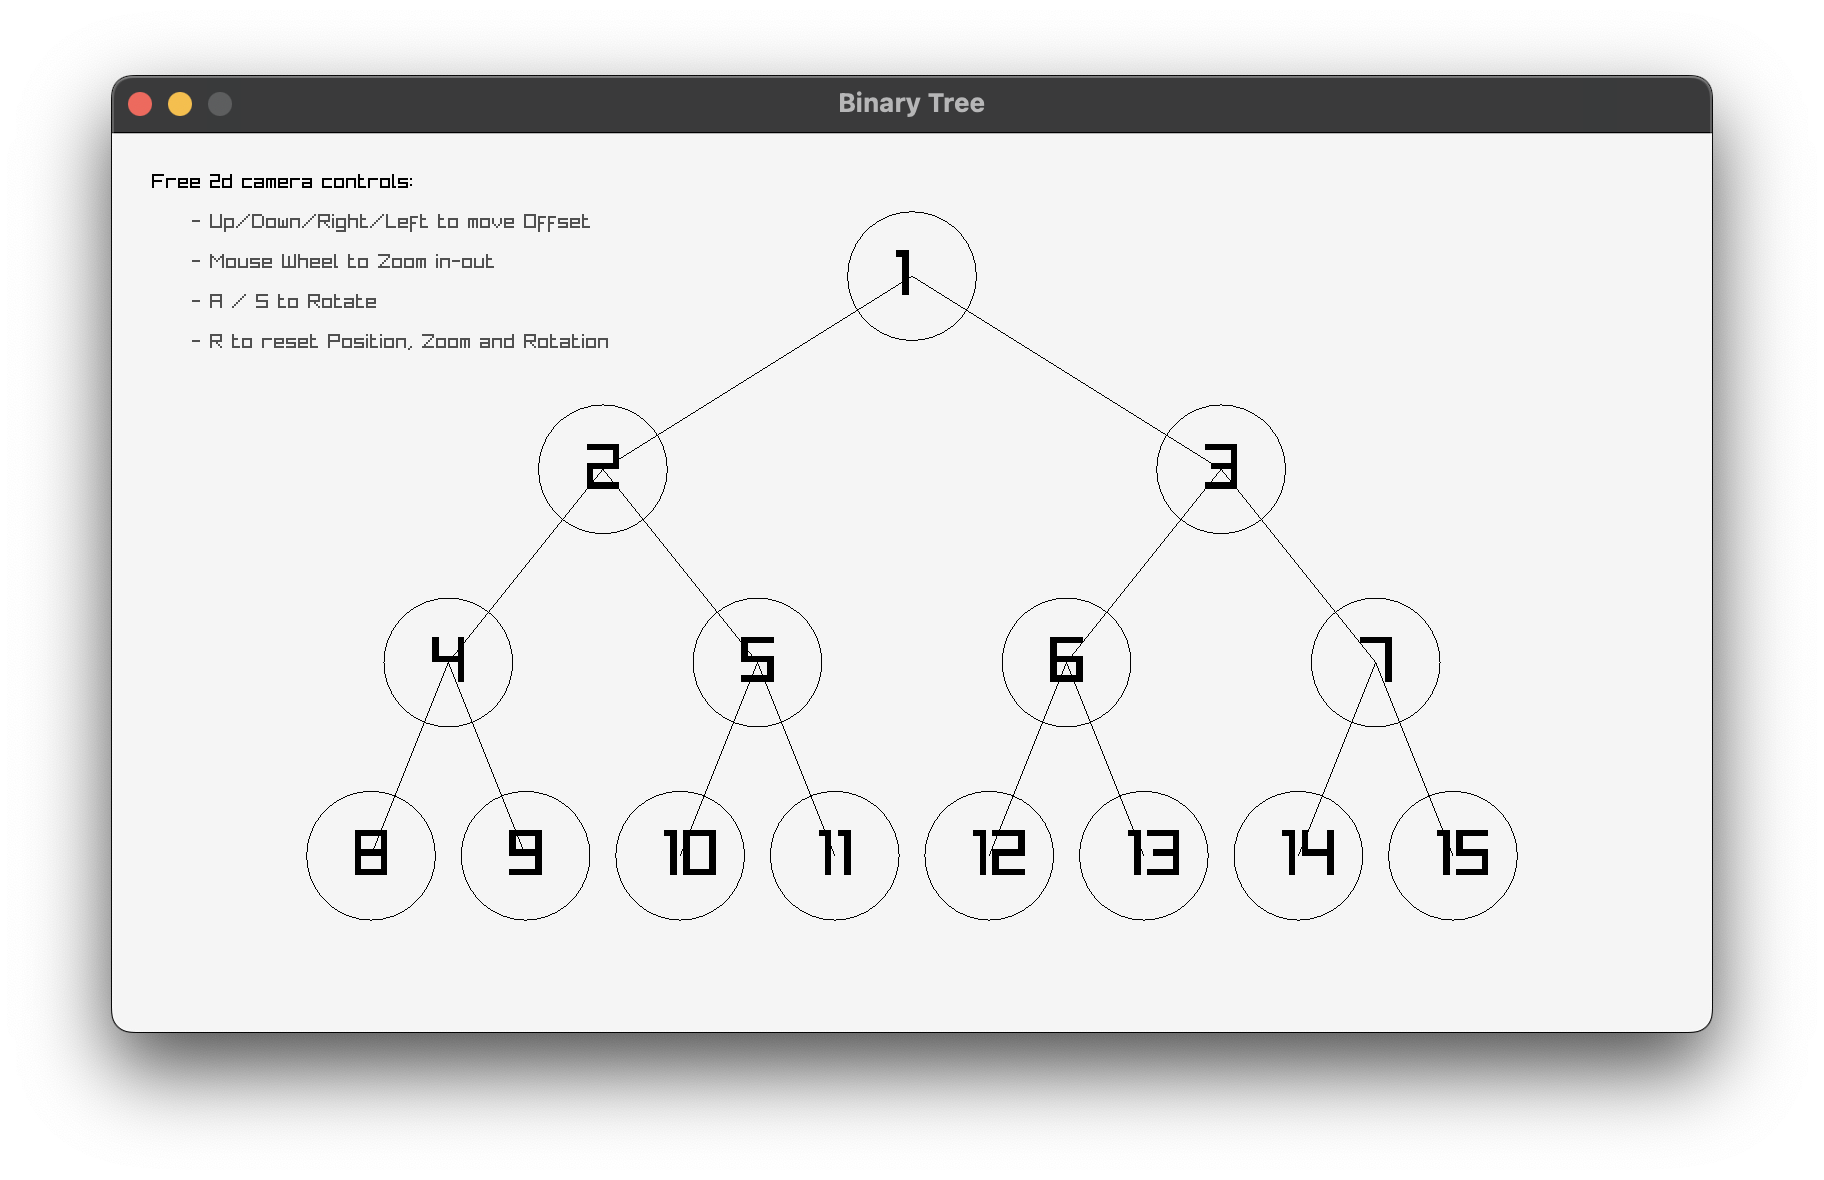 Binary Tree
Free 2d camera controls:
- Up/Down/Right/Left to move Offset
- Mouse Wheel to Zoom in-out
- A / S to Rotate
- R to reset Position, Zoom and Rotation
1
2 3
4 5 6 7
8 9 10 11 12 13 14 15